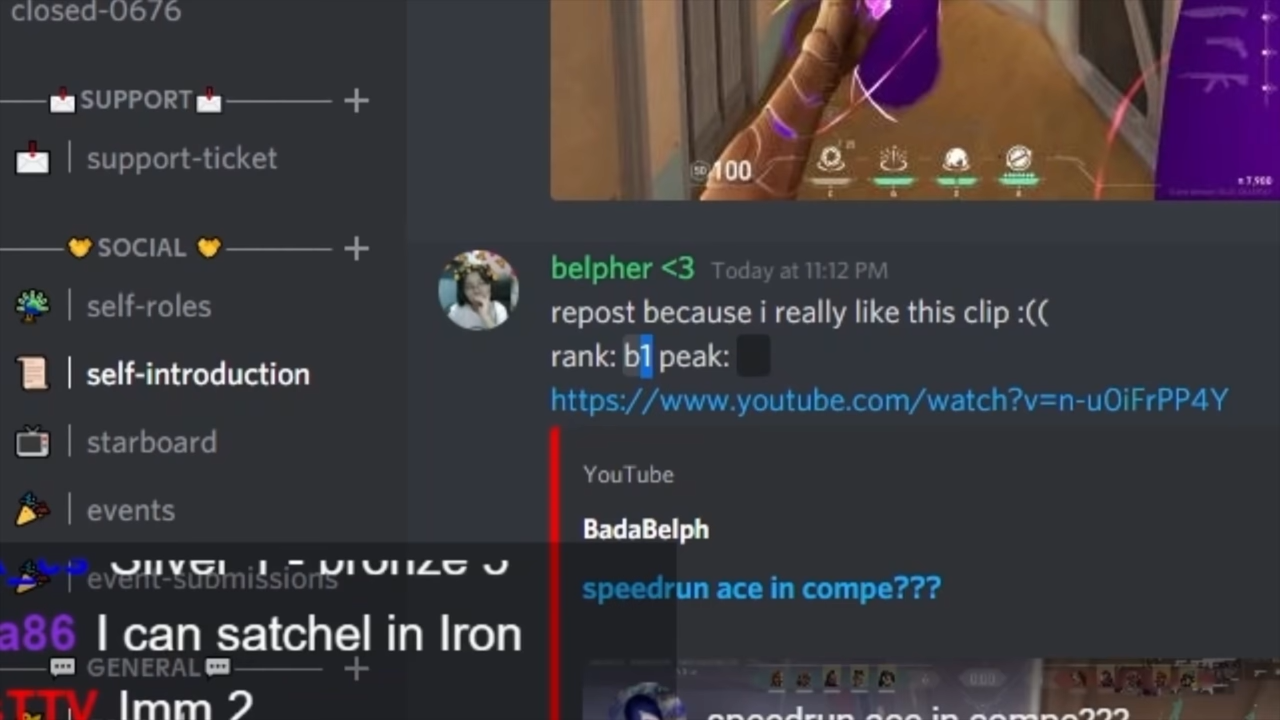 closed-0676
SUPPORT
support-ticket
SOCIAL
self-roles
self-introduction
starboard
events
event-submissions
GENERAL
100
7,900
belpher <3 Today at 11:12 PM
repost because i really like this clip :((
rank: b1 peak:
https://www.youtube.com/watch?v=n-u0iFrPP4Y
YouTube
BadaBelph
speedrun ace in compe???
speedrun ace in compe???
Silver 1 - bronze 3
a86 I can satchel in Iron
TTV Imm 2